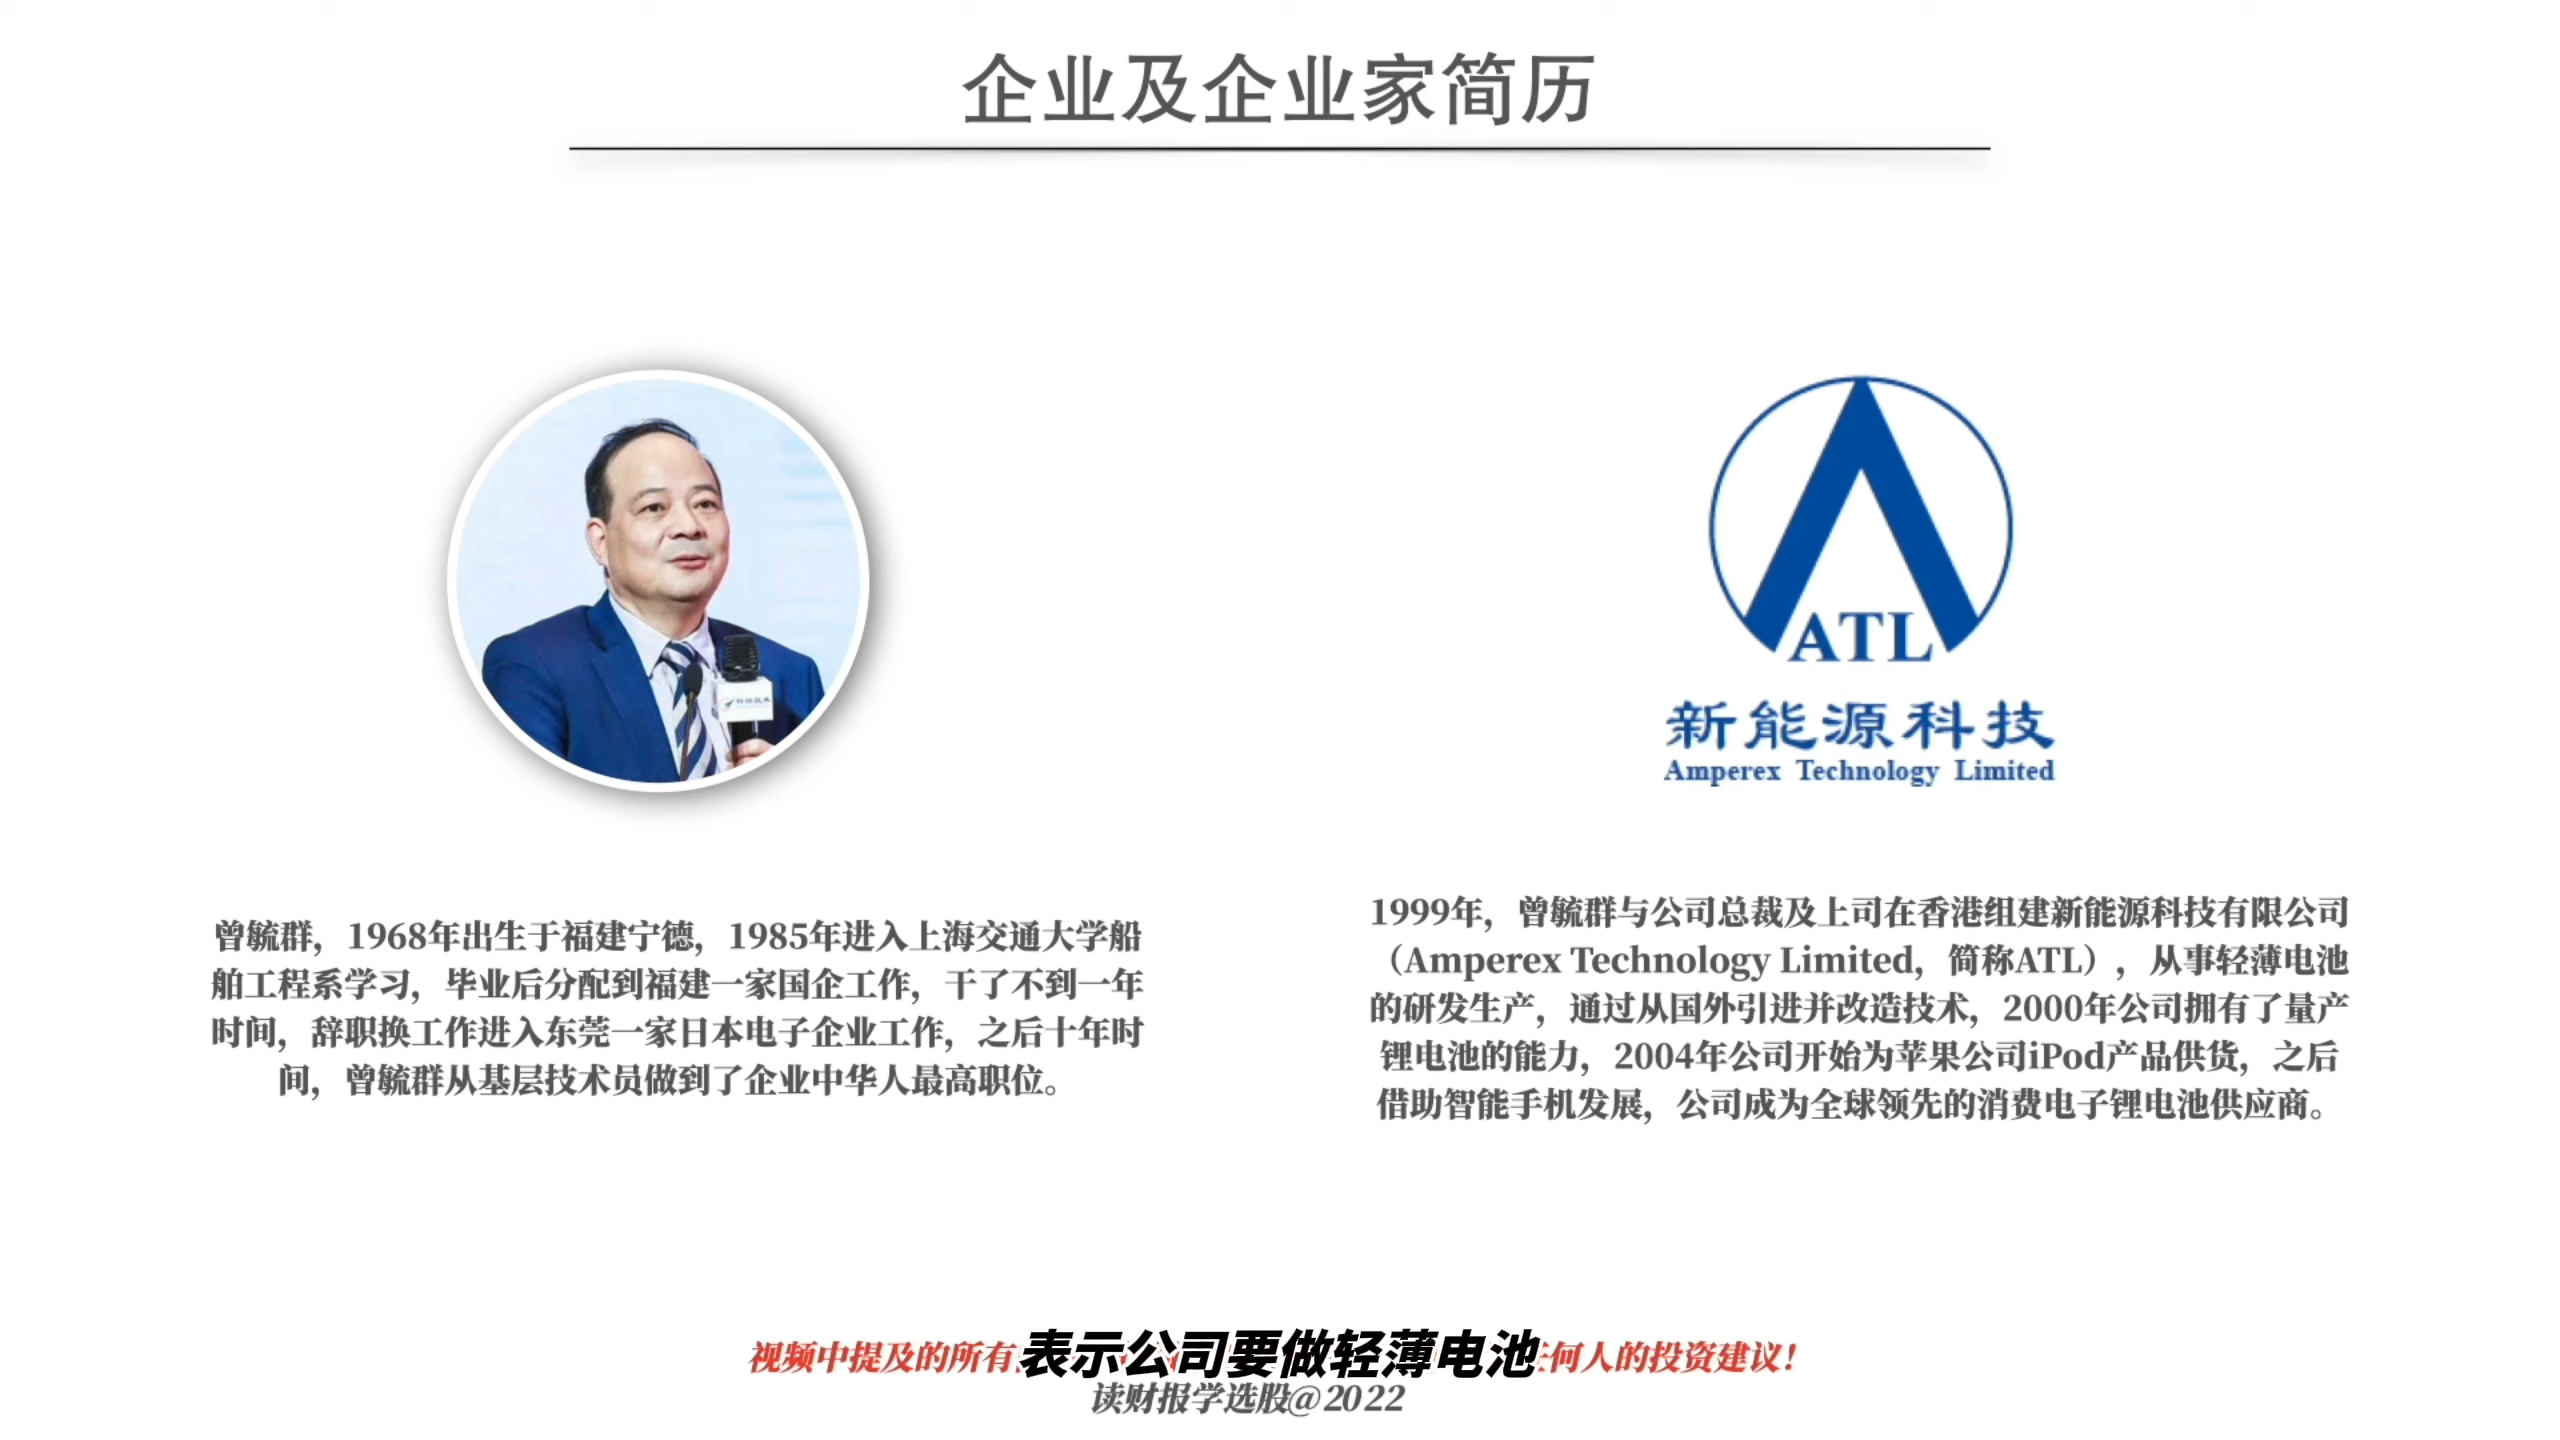 企业及企业家简历
ATL
新能源科技
Amperex Technology Limited
曾毓群，1968年出生于福建宁德，1985年进入上海交通大学船
舶工程系学习，毕业后分配到福建一家国企工作，干了不到一年
时间，辞职换工作进入东莞一家日本电子企业工作，之后十年时
间，曾毓群从基层技术员做到了企业中华人最高职位。
1999年，曾毓群与公司总裁及上司在香港组建新能源科技有限公司
（Amperex Technology Limited，简称ATL），从事轻薄电池
的研发生产，通过从国外引进并改造技术，2000年公司拥有了量产
锂电池的能力，2004年公司开始为苹果公司iPod产品供货，之后
借助智能手机发展，公司成为全球领先的消费电子锂电池供应商。
视频中提及的所有
何人的投资建议！
表示公司要做轻薄电池
读财报学选股@2022